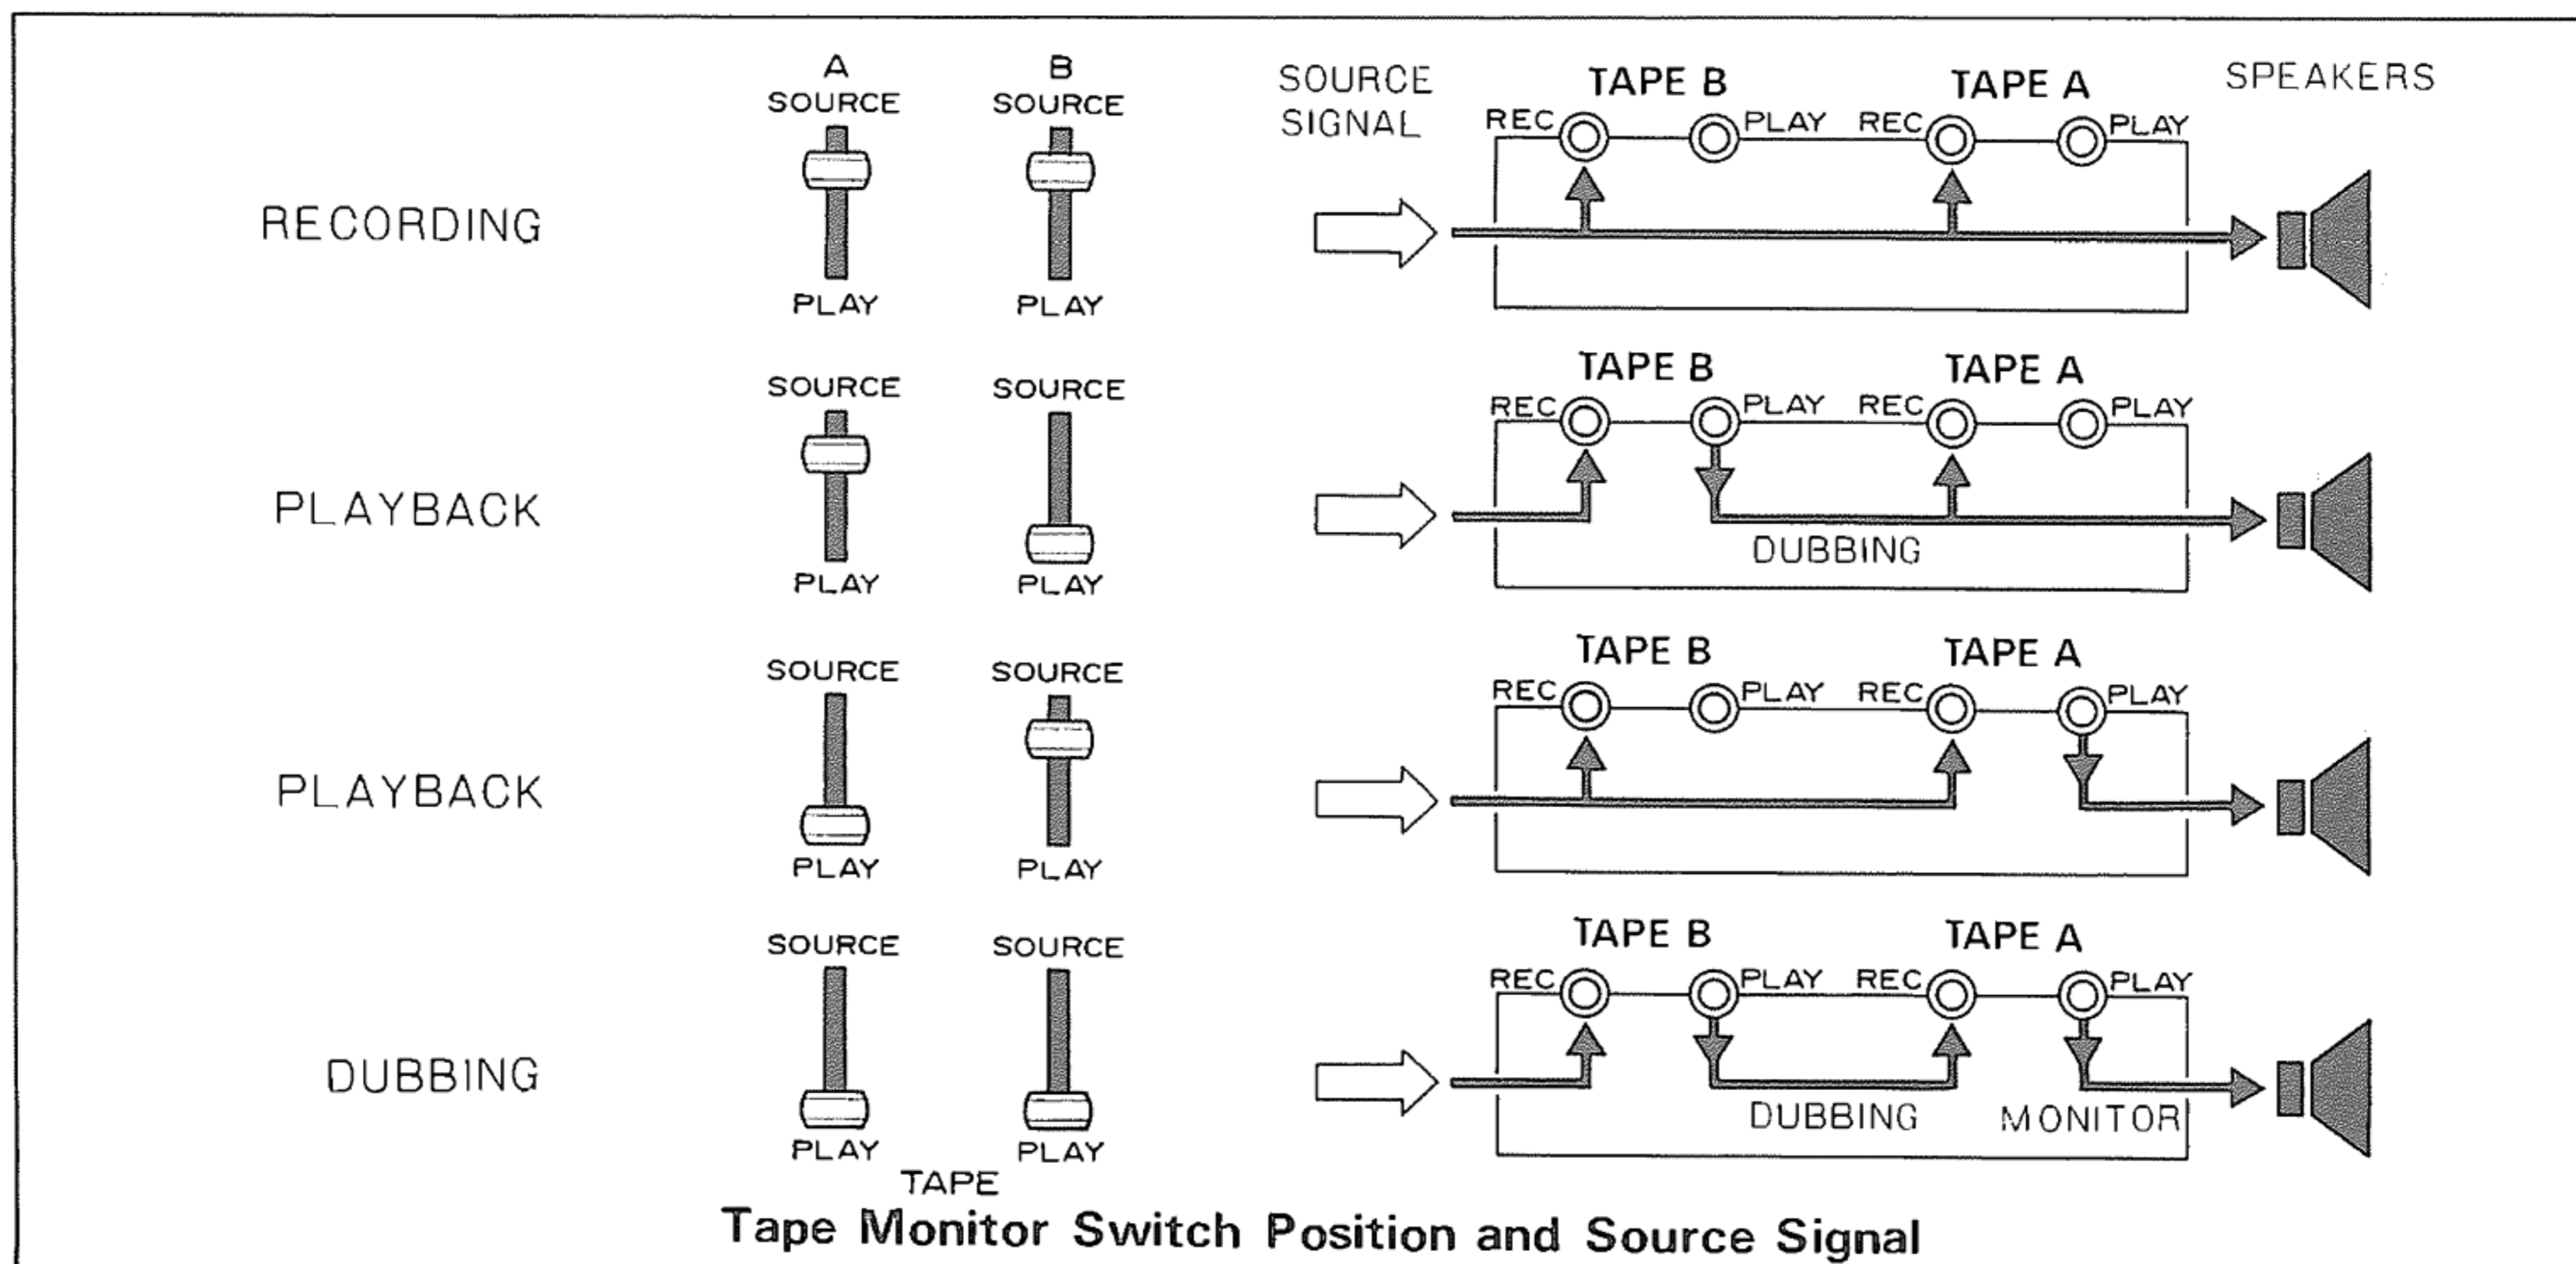 A B
SOURCE SOURCE
SOURCE SIGNAL
TAPE B TAPE A
SPEAKERS
REC PLAY REC PLAY
RECORDING
PLAY PLAY
SOURCE SOURCE
TAPE B TAPE A
REC PLAY REC PLAY
PLAYBACK
DUBBING
PLAY PLAY
SOURCE SOURCE
TAPE B TAPE A
REC PLAY REC PLAY
PLAYBACK
PLAY PLAY
SOURCE SOURCE
TAPE B TAPE A
REC PLAY REC PLAY
DUBBING
DUBBING MONITOR
PLAY PLAY
TAPE
Tape Monitor Switch Position and Source Signal